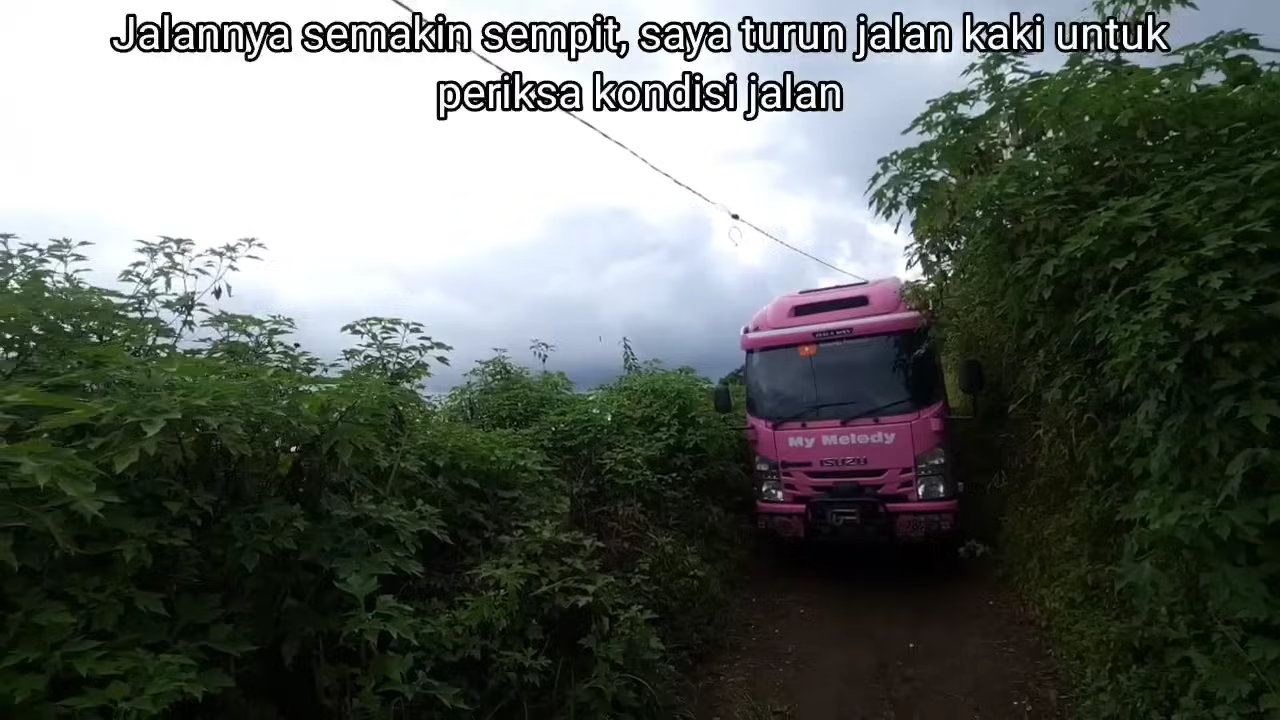 Jalannya semakin sempit, saya turun jalan kaki untuk
periksa kondisi jalan
My Melody
ISUZU